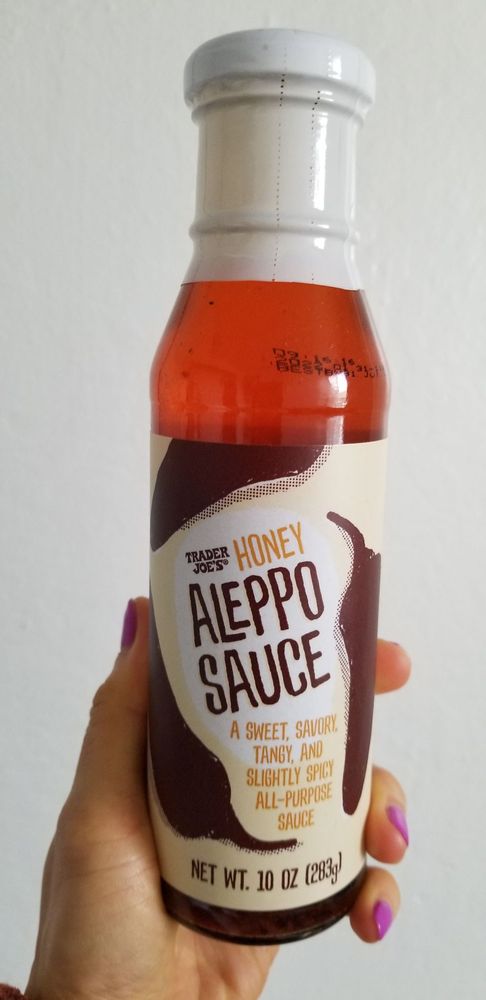 TRADER
JOE'S®
HONEY
ALEPPO
SAUCE
A SWEET, SAVORY,
TANGY, AND
SLIGHTLY SPICY
ALL-PURPOSE
SAUCE
NET WT. 10 OZ (283g)